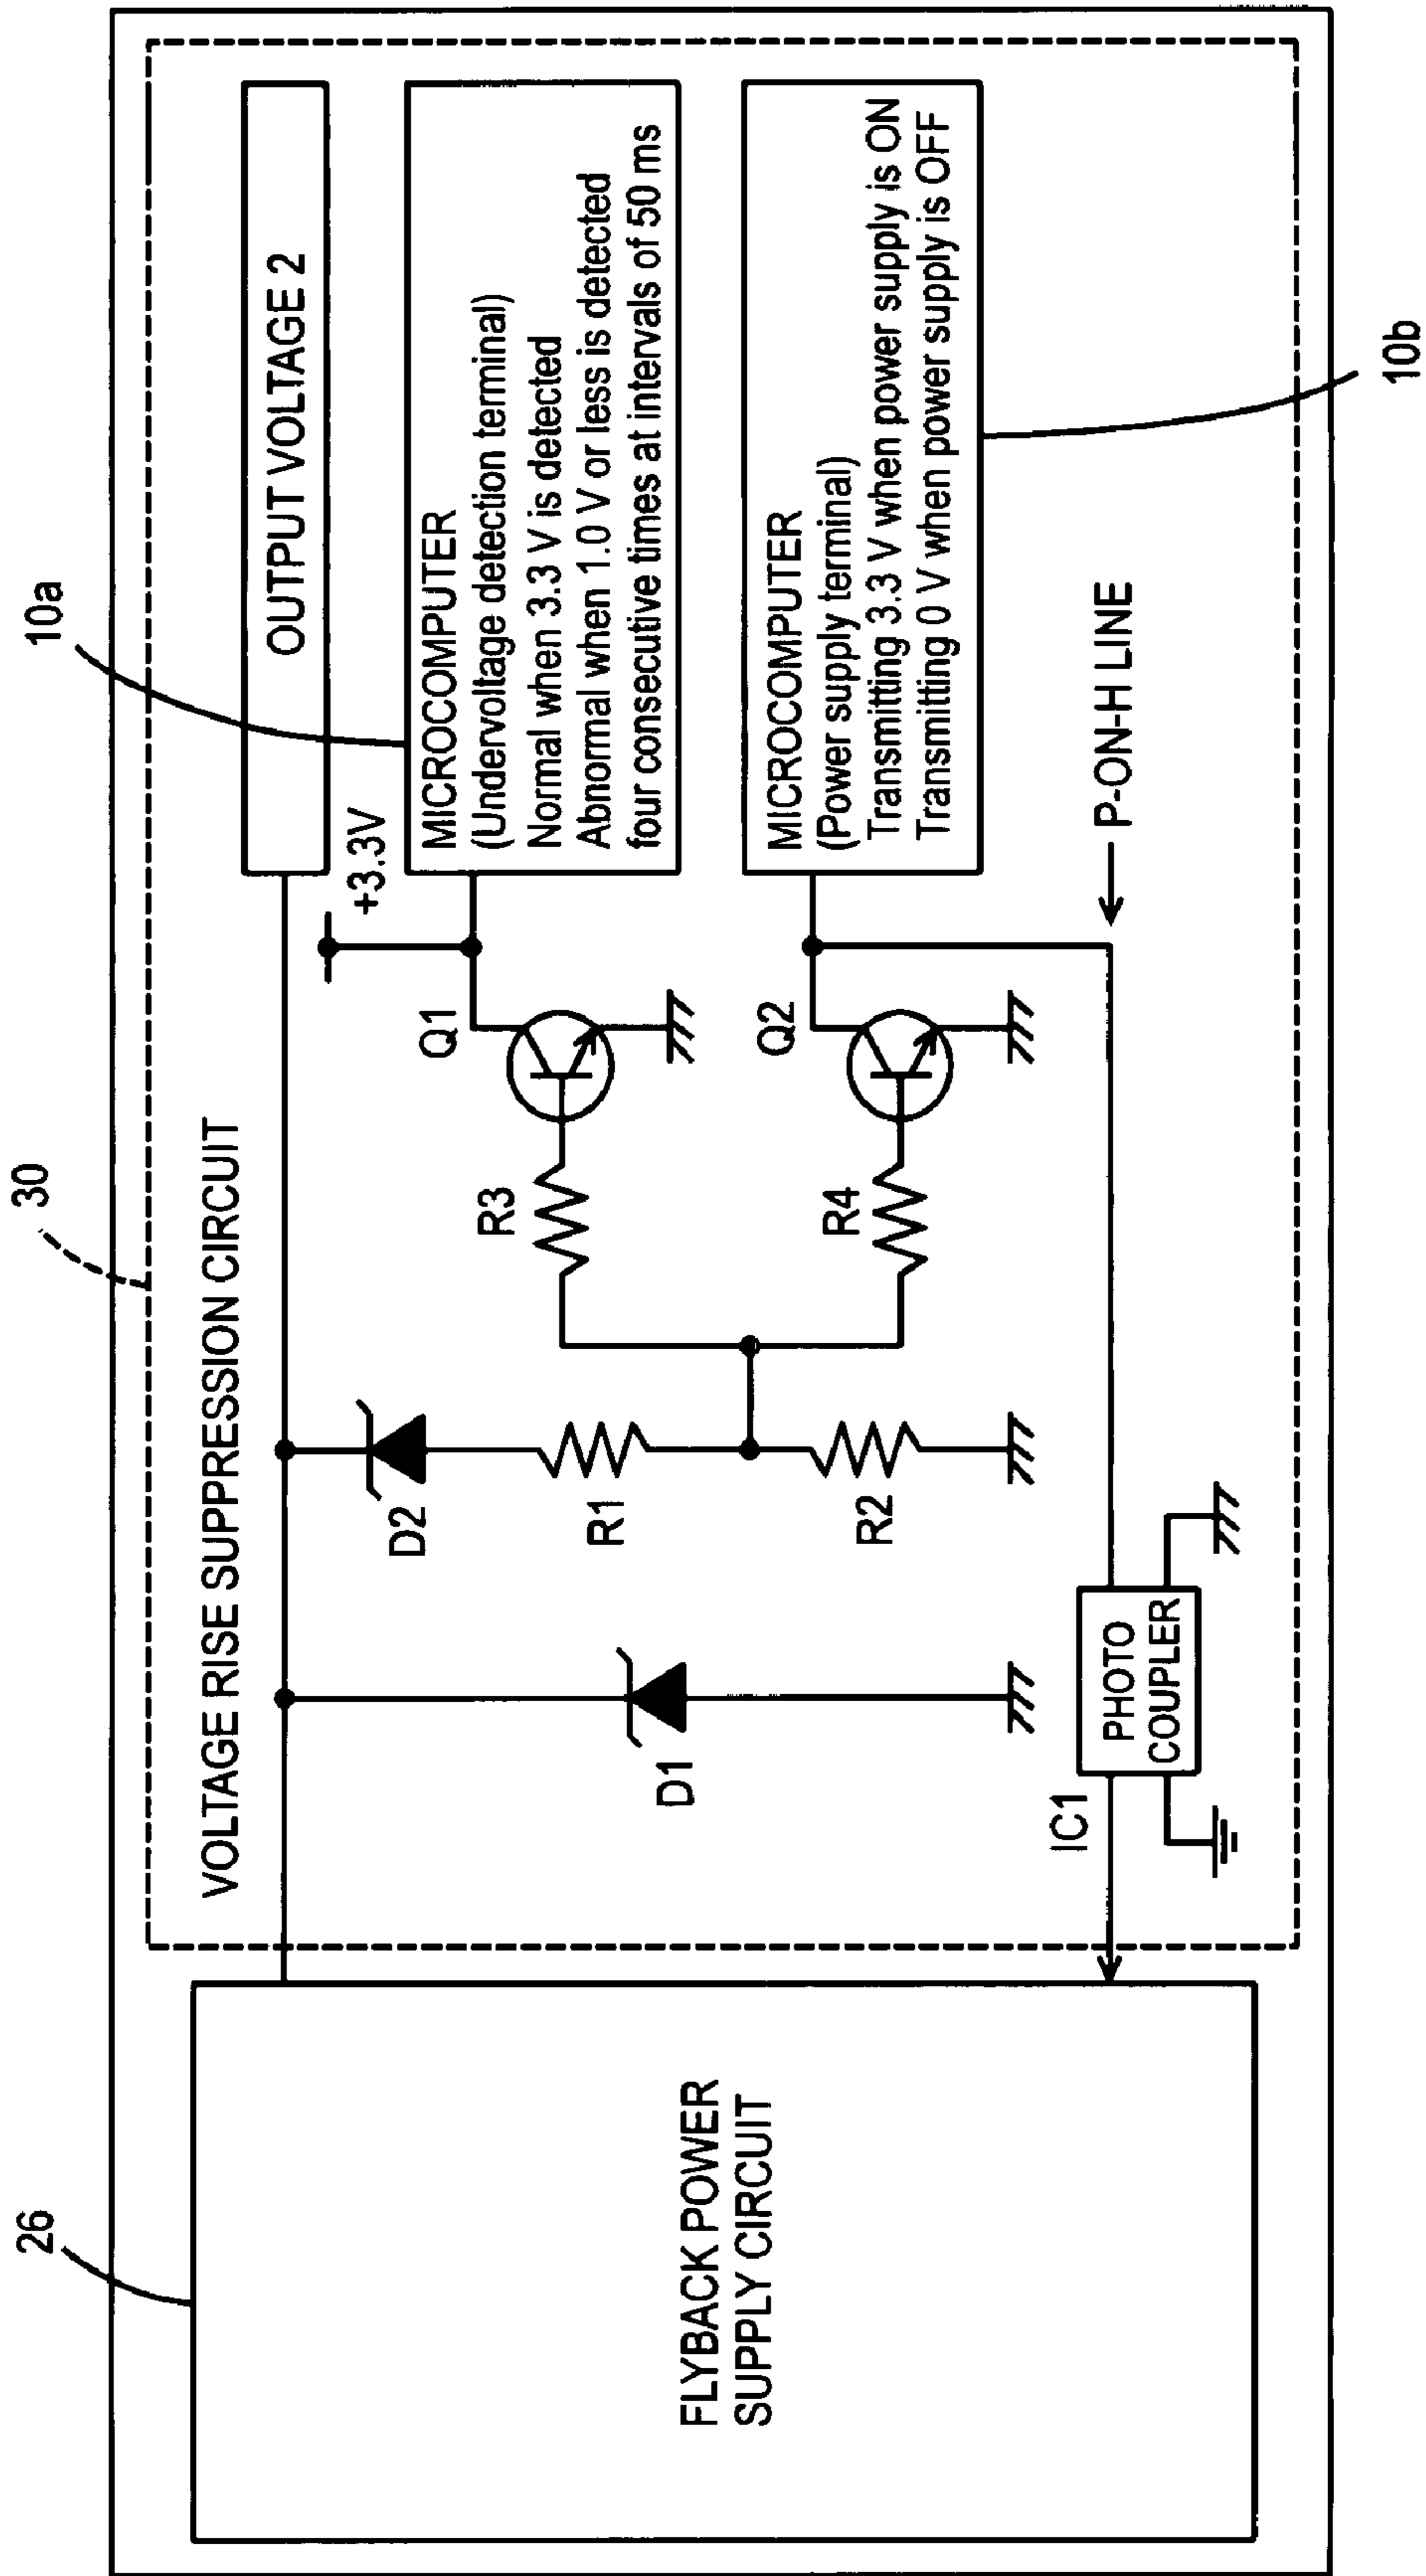 30
VOLTAGE RISE SUPPRESSION CIRCUIT
10a
OUTPUT VOLTAGE 2
+3.3V
26
FLYBACK POWER
SUPPLY CIRCUIT
D1
D2
R1
R2
R3
R4
Q1
Q2
MICROCOMPUTER
(Undervoltage detection terminal)
Normal when 3.3 V is detected
Abnormal when 1.0 V or less is detected
four consecutive times at intervals of 50 ms
MICROCOMPUTER
(Power supply terminal)
Transmitting 3.3 V when power supply is ON
Transmitting 0 V when power supply is OFF
IC1
PHOTO
COUPLER
P-ON-H LINE
10b